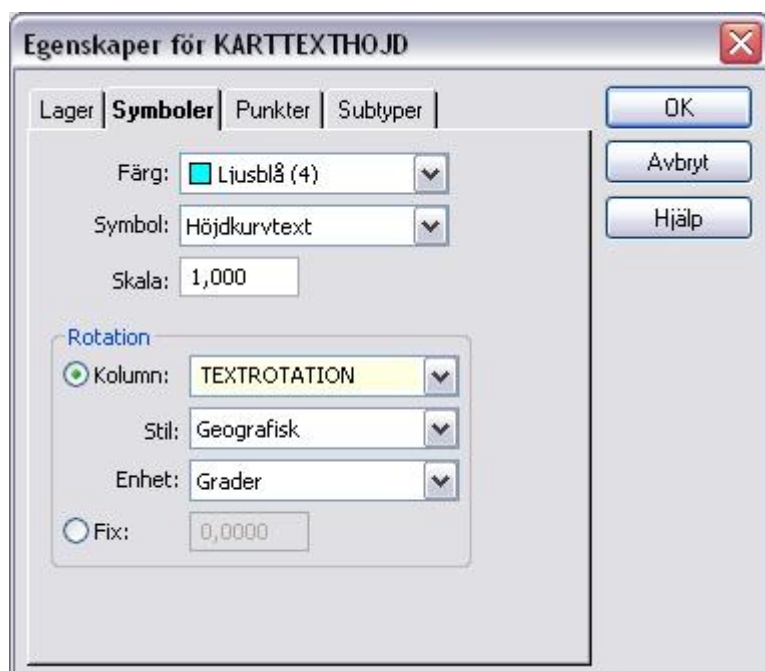 Egenskaper för KARTTEXTHOJD
Lager Symboler Punkter Subtyper
OK
Avbryt
Hjälp
Färg: Ljusblå (4)
Symbol: Höjdkurvtext
Skala: 1,000
Rotation
Kolumn: TEXTROTATION
Stil: Geografisk
Enhet: Grader
Fix: 0,0000